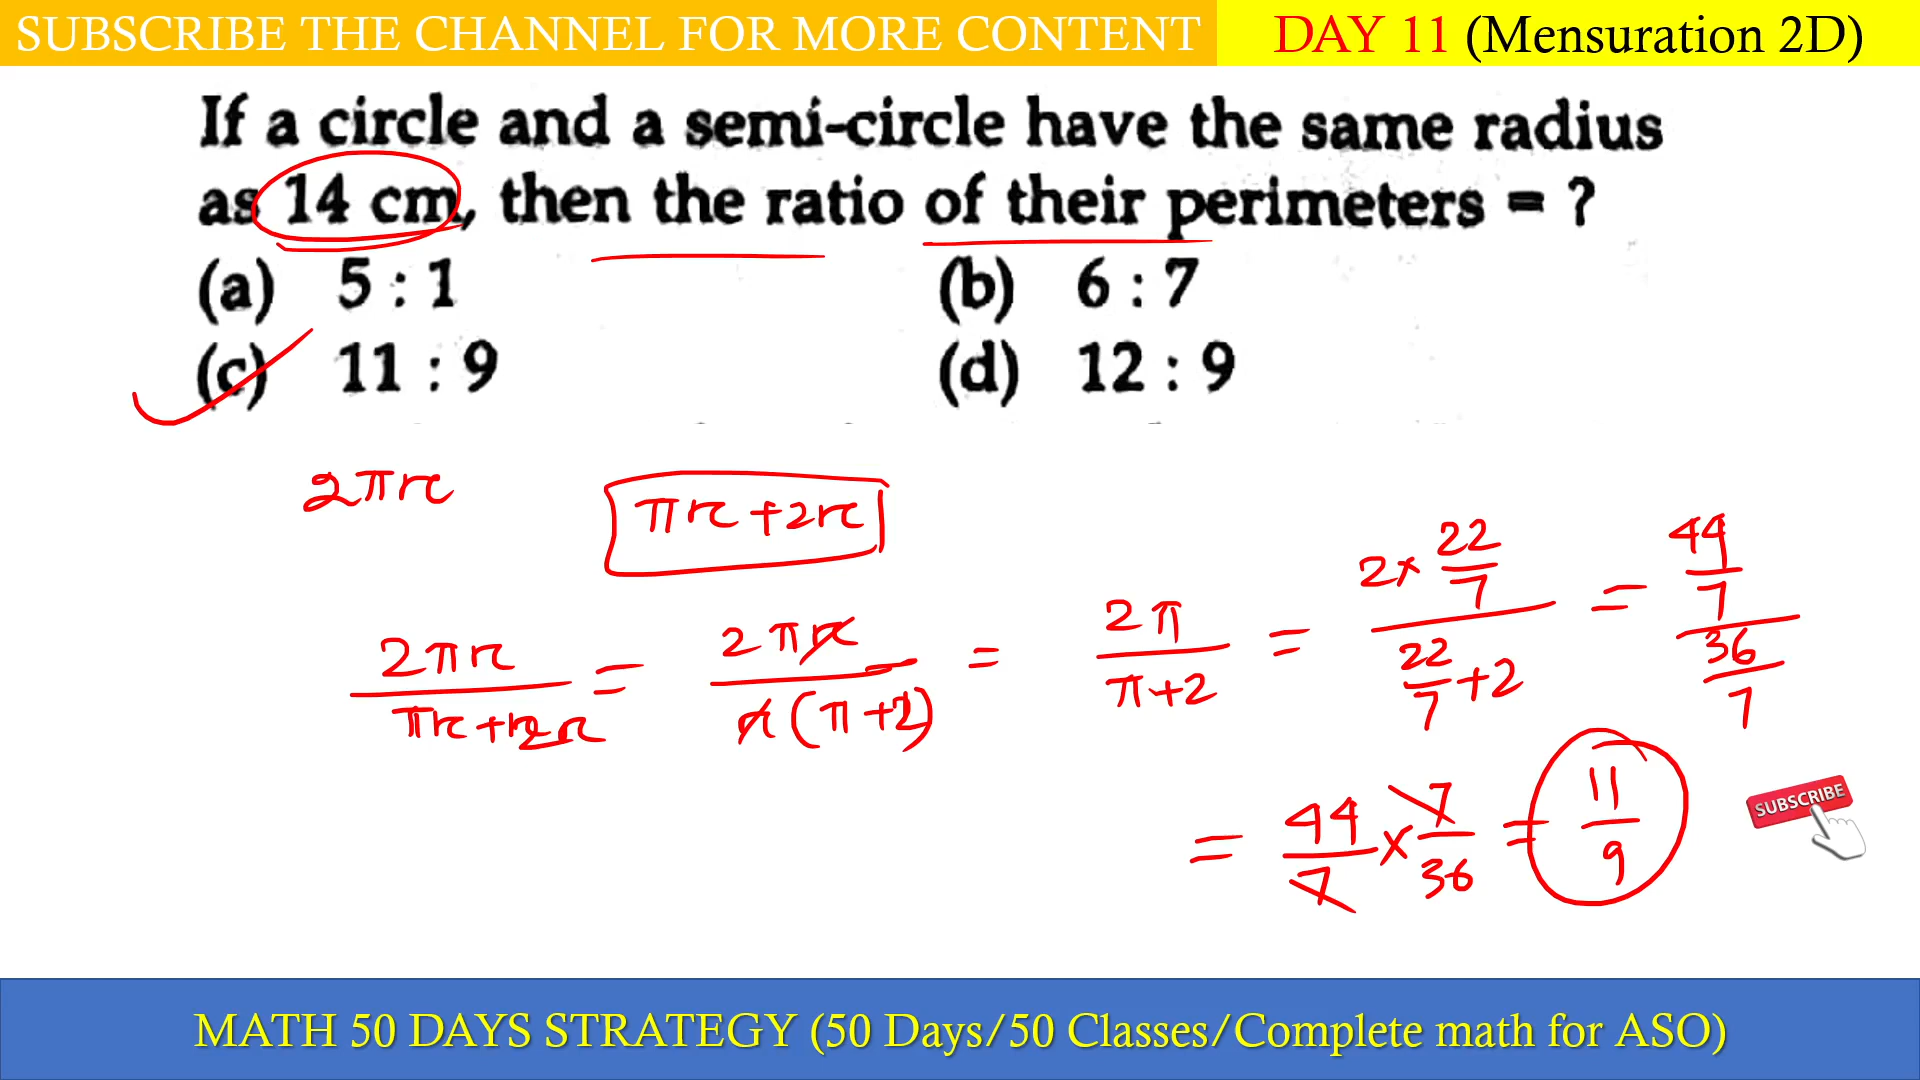 SUBSCRIBE THE CHANNEL FOR MORE CONTENT
DAY 11 (Mensuration 2D)
If a circle and a semi-circle have the same radius
as 14 cm, then the ratio of their perimeters = ?
(a) 5 : 1 (b) 6 : 7
(c) 11 : 9 (d) 12 : 9
2πr
πr+2r
2πr/πr+2r = 2πr/r(π+2) = 2π/π+2 = 2×22/7/22/7+2 = 44/7/36/7
= 44/7 × 7/36 = 11/9
SUBSCRIBE
MATH 50 DAYS STRATEGY (50 Days/50 Classes/Complete math for ASO)